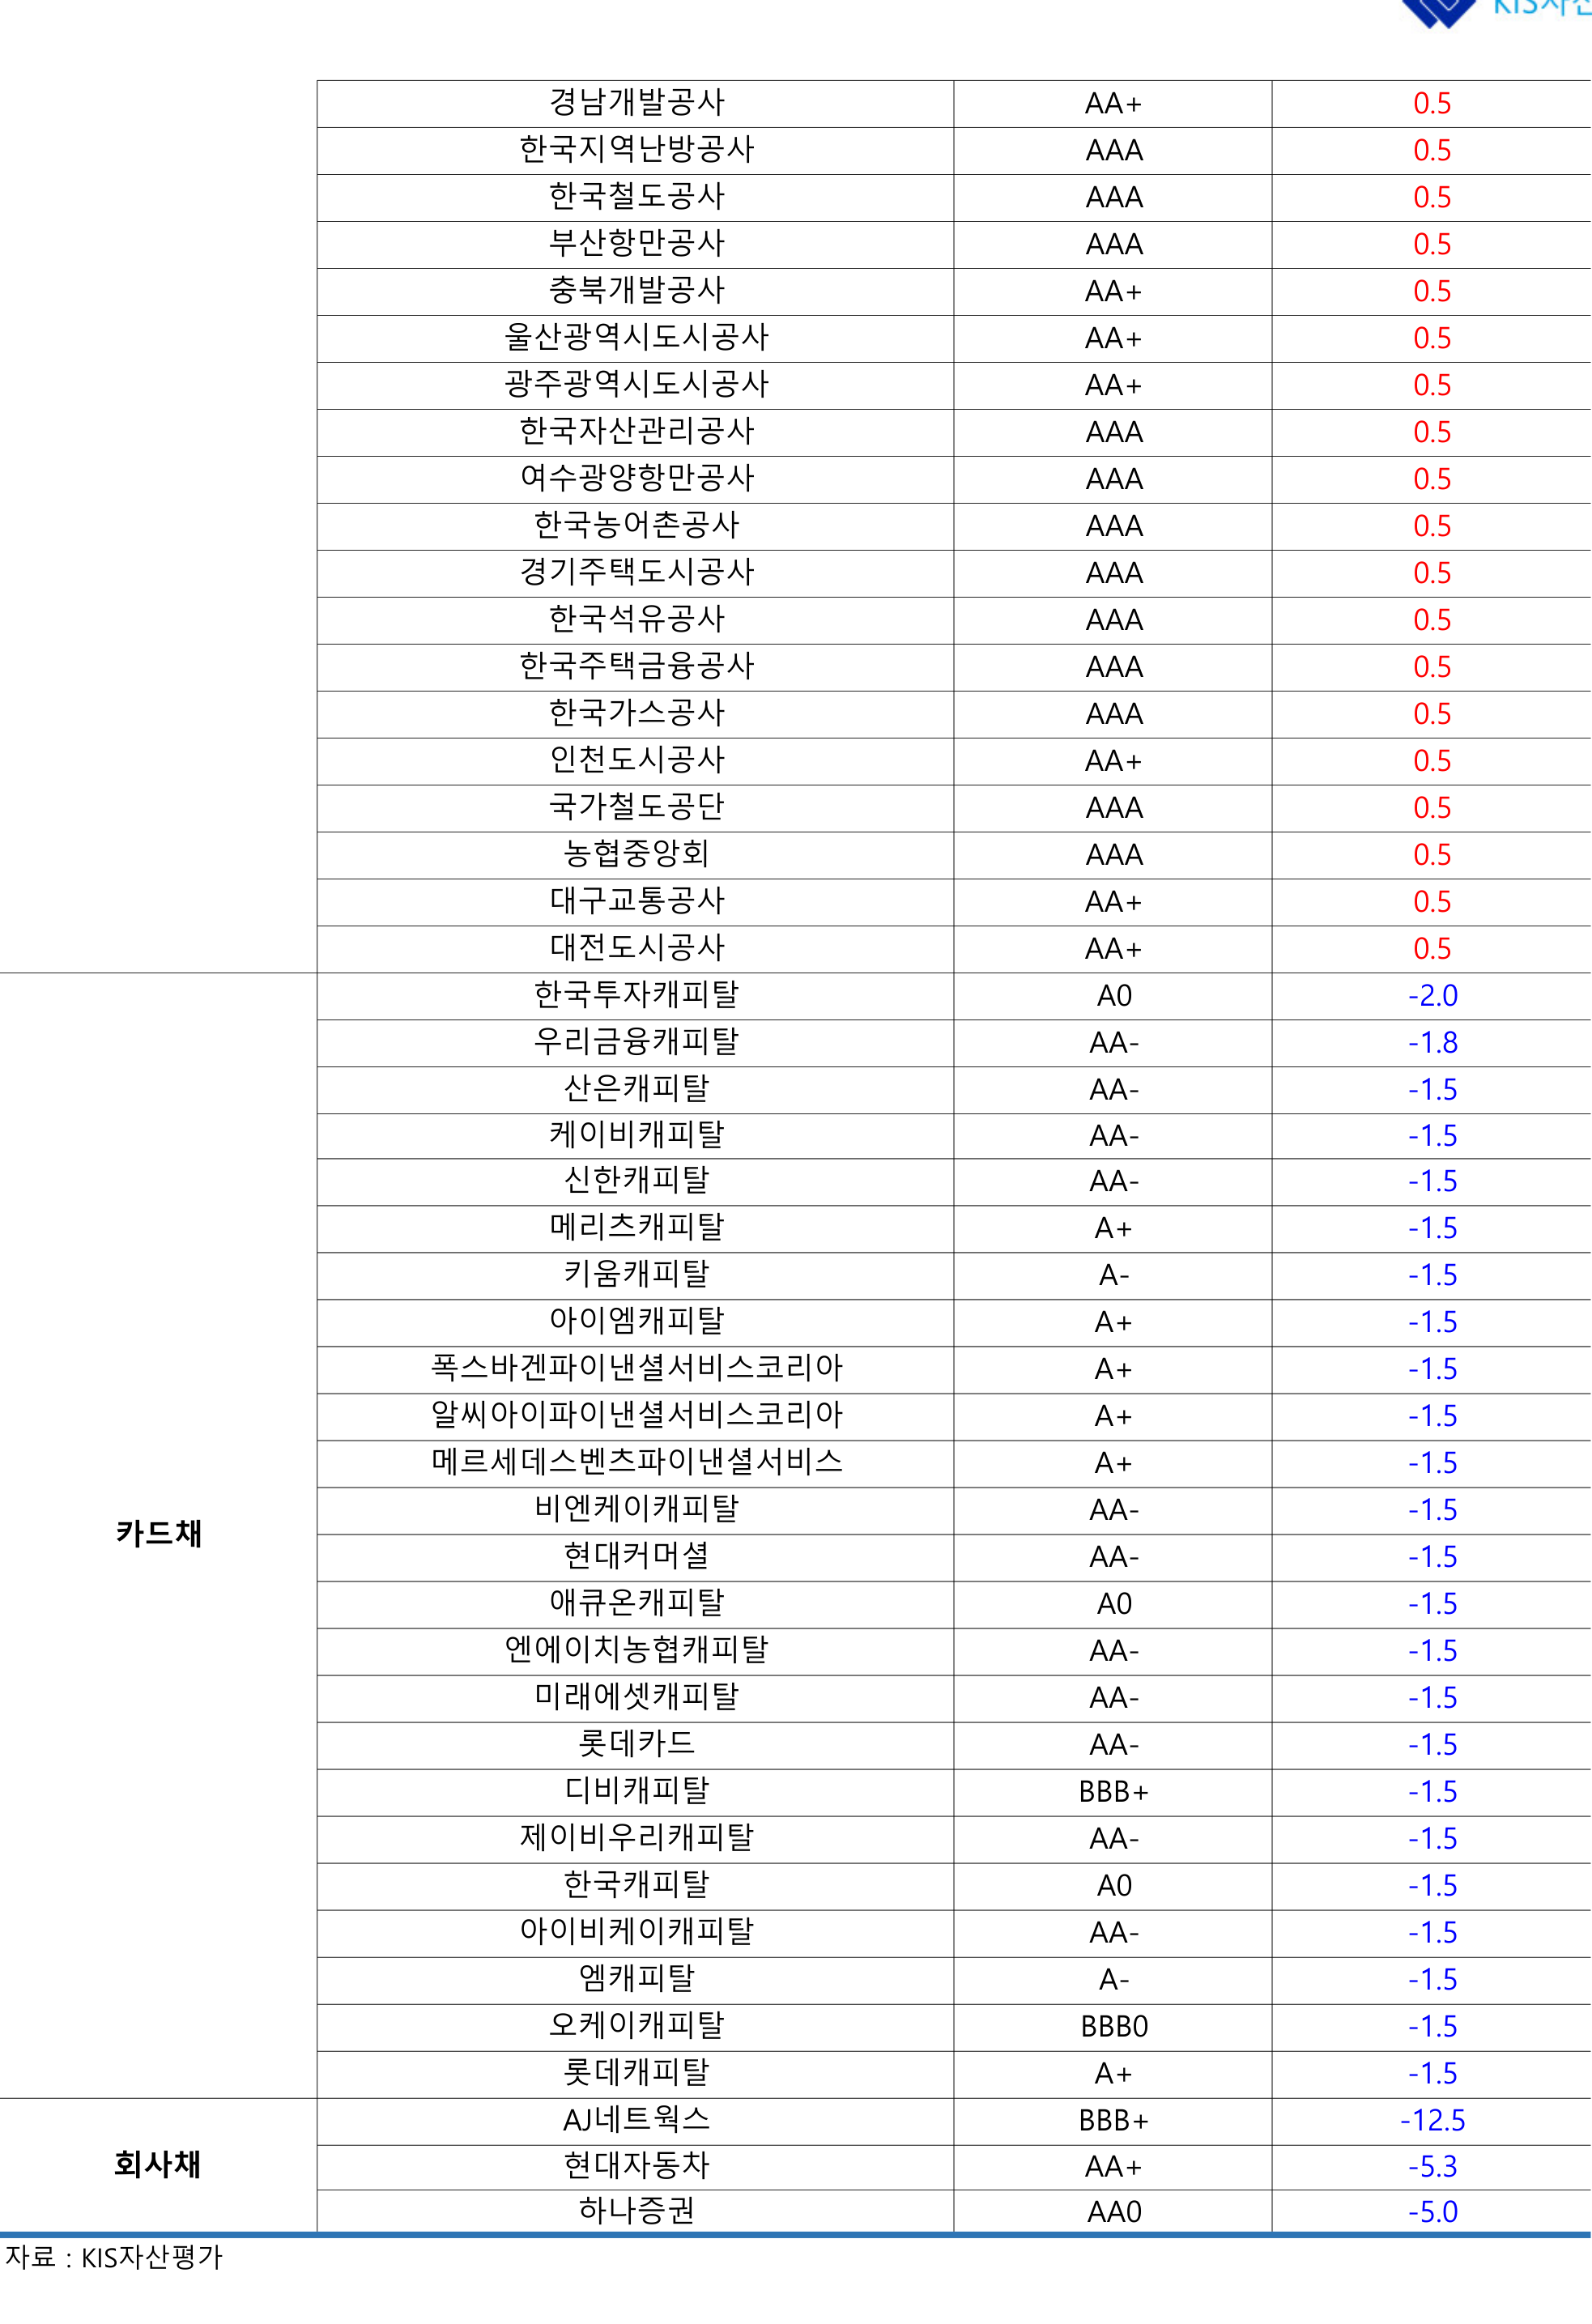 KIS자산
경남개발공사 AA+ 0.5
한국지역난방공사 AAA 0.5
한국철도공사 AAA 0.5
부산항만공사 AAA 0.5
충북개발공사 AA+ 0.5
울산광역시도시공사 AA+ 0.5
광주광역시도시공사 AA+ 0.5
한국자산관리공사 AAA 0.5
여수광양항만공사 AAA 0.5
한국농어촌공사 AAA 0.5
경기주택도시공사 AAA 0.5
한국석유공사 AAA 0.5
한국주택금융공사 AAA 0.5
한국가스공사 AAA 0.5
인천도시공사 AA+ 0.5
국가철도공단 AAA 0.5
농협중앙회 AAA 0.5
대구교통공사 AA+ 0.5
대전도시공사 AA+ 0.5
한국투자캐피탈 A0 -2.0
우리금융캐피탈 AA- -1.8
산은캐피탈 AA- -1.5
케이비캐피탈 AA- -1.5
신한캐피탈 AA- -1.5
메리츠캐피탈 A+ -1.5
키움캐피탈 A- -1.5
아이엠캐피탈 A+ -1.5
폭스바겐파이낸셜서비스코리아 A+ -1.5
알씨아이파이낸셜서비스코리아 A+ -1.5
메르세데스벤츠파이낸셜서비스 A+ -1.5
비엔케이캐피탈 AA- -1.5
카드채 현대커머셜 AA- -1.5
애큐온캐피탈 A0 -1.5
엔에이치농협캐피탈 AA- -1.5
미래에셋캐피탈 AA- -1.5
롯데카드 AA- -1.5
디비캐피탈 BBB+ -1.5
제이비우리캐피탈 AA- -1.5
한국캐피탈 A0 -1.5
아이비케이캐피탈 AA- -1.5
엠캐피탈 A- -1.5
오케이캐피탈 BBB0 -1.5
롯데캐피탈 A+ -1.5
AJ네트웍스 BBB+ -12.5
회사채 현대자동차 AA+ -5.3
하나증권 AA0 -5.0
자료 : KIS자산평가